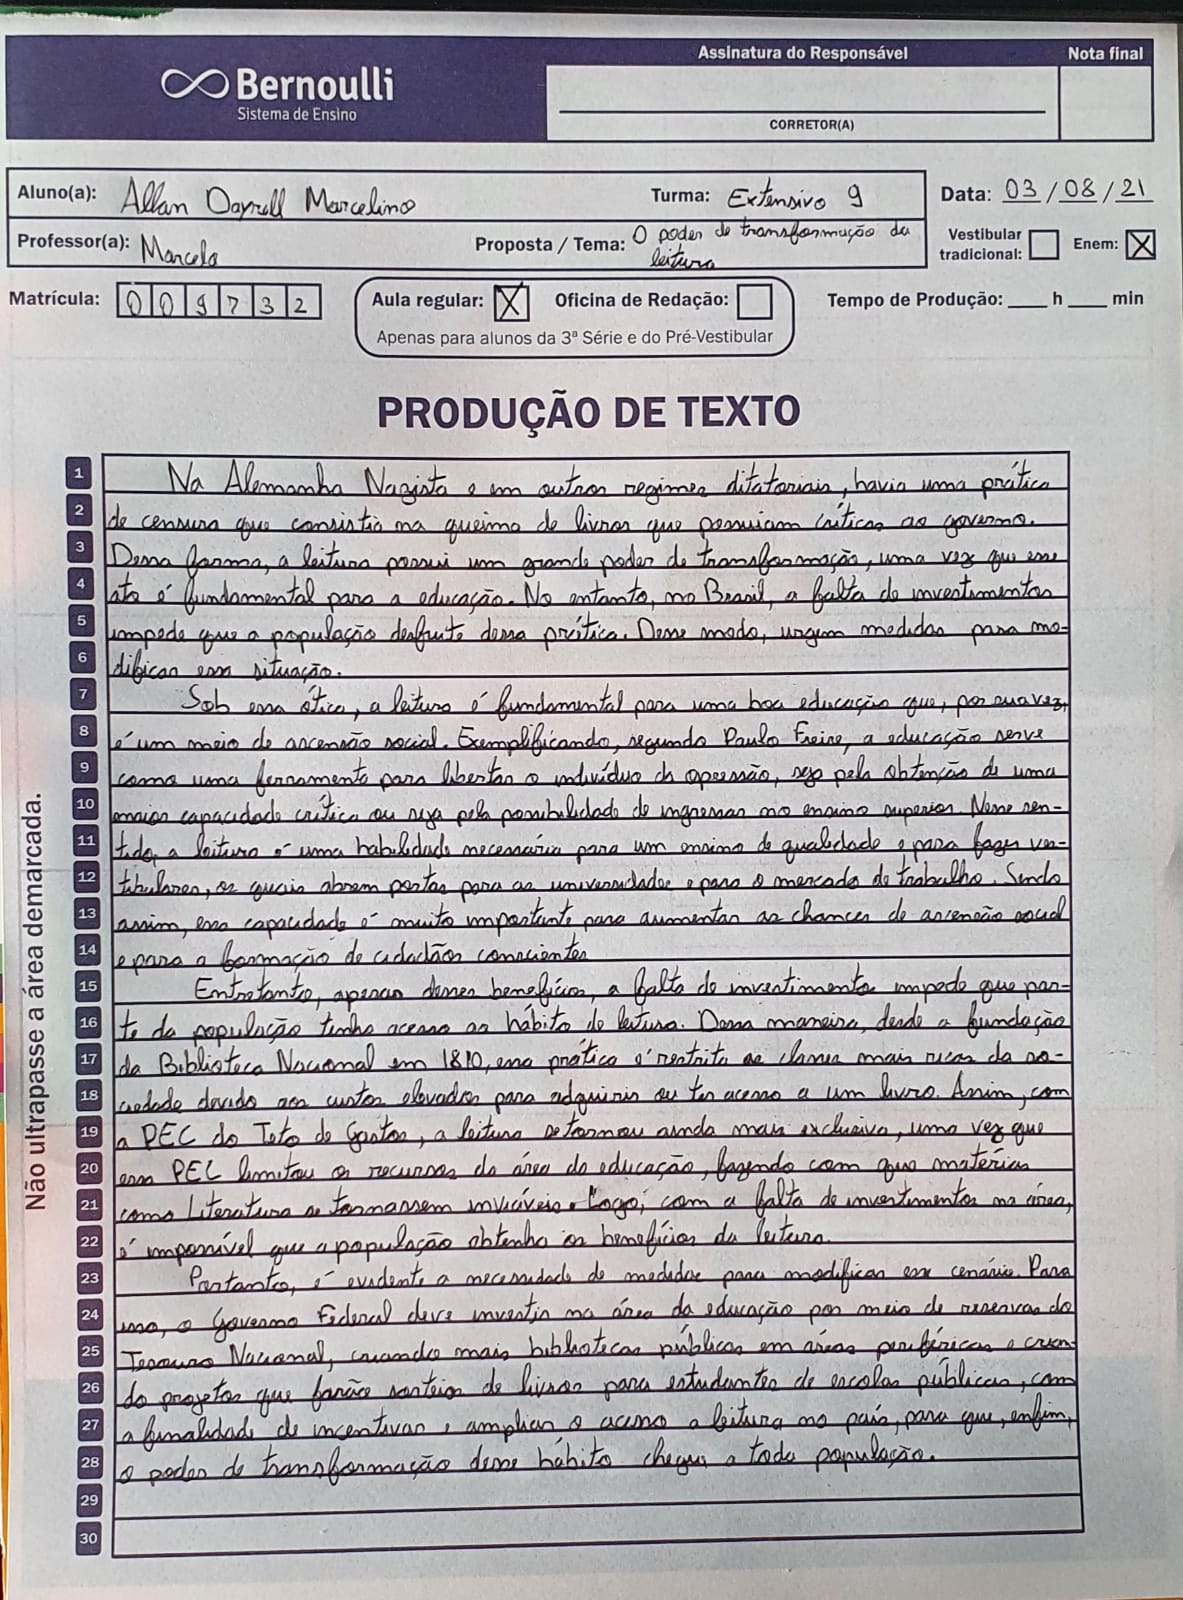 Bernoulli
Sistema de Ensino
Assinatura do Responsável
Nota final
CORRETOR(A)
Aluno(a): Allan Dayrell Marcelino
Turma: Extensivo 9
Data: 03/08/21
Professor(a): Marcelo
Proposta / Tema: O poder de transformação da
leitura
Vestibular tradicional:
Enem: X
Matrícula: 009732
Aula regular: X
Oficina de Redação:
Tempo de Produção: ____ h ____ min
Apenas para alunos da 3ª Série e do Pré-Vestibular
PRODUÇÃO DE TEXTO
Não ultrapasse a área demarcada.
1 Na Alemanha Nazista e em outros regimes ditatoriais, havia uma prática
2 de censura que consistia na queima de livros que possuiam críticas ao governo.
3 Dessa forma, a leitura possui um grande poder de transformação, uma vez que esse
4 ato é fundamental para a educação. No entanto, no Brasil, a falta de investimentos
5 impede que a população desfrute dessa prática. Desse modo, urgem medidas para mo-
6 dificar essa situação.
7 Sob essa ótica, a leitura é fundamental para uma boa educação que, por sua vez,
8 é um meio de ascensão social. Exemplificando, segundo Paulo Freire, a educação serve
9 como uma ferramenta para libertar o indivíduo da opressão, seja pela obtenção de uma
10 maior capacidade crítica ou seja pela possibilidade de ingressar no ensino superior. Nesse sen-
11 tido, a leitura é uma habilidade necessária para um ensino de qualidade e para fazer ves-
12 tibulares, os quais abrem portas para as universidades e para o mercado de trabalho. Sendo
13 assim, essa capacidade é muito importante para aumentar as chances de ascensão social
14 e para a formação de cidadãos conscientes
15 Entretanto, apesar desses benefícios, a falta de investimento impede que par-
16 te da população tenha acesso ao hábito de leitura. Dessa maneira, desde a fundação
17 da Biblioteca Nacional em 1810, essa prática é restrita as classes mais ricas da so-
18 ciedade devido aos custos elevados para adquirir ou ter acesso a um livro. Assim, com
19 a PEC do Teto de Gastos, a leitura se tornou ainda mais exclusiva, uma vez que
20 essa PEC limitou os recursos da área da educação, fazendo com que matérias
21 como Literatura se tornassem inviáveis. Logo, com a falta de investimentos na área,
22 é impossível que a população obtenha os benefícios da leitura.
23 Portanto, é evidente a necessidade de medidas para modificar esse cenário. Para
24 isso, o Governo Federal deve investir na área da educação por meio de reservas do
25 Tesouro Nacional, criando mais bibliotecas públicas em áreas periféricas e crian-
26 do projetos que farão sorteios de livros para estudantes de escolas públicas, com
27 a finalidade de incentivar e ampliar o acesso a leitura no país, para que, enfim,
28 o poder de transformação desse hábito chegue a toda população.
29
30